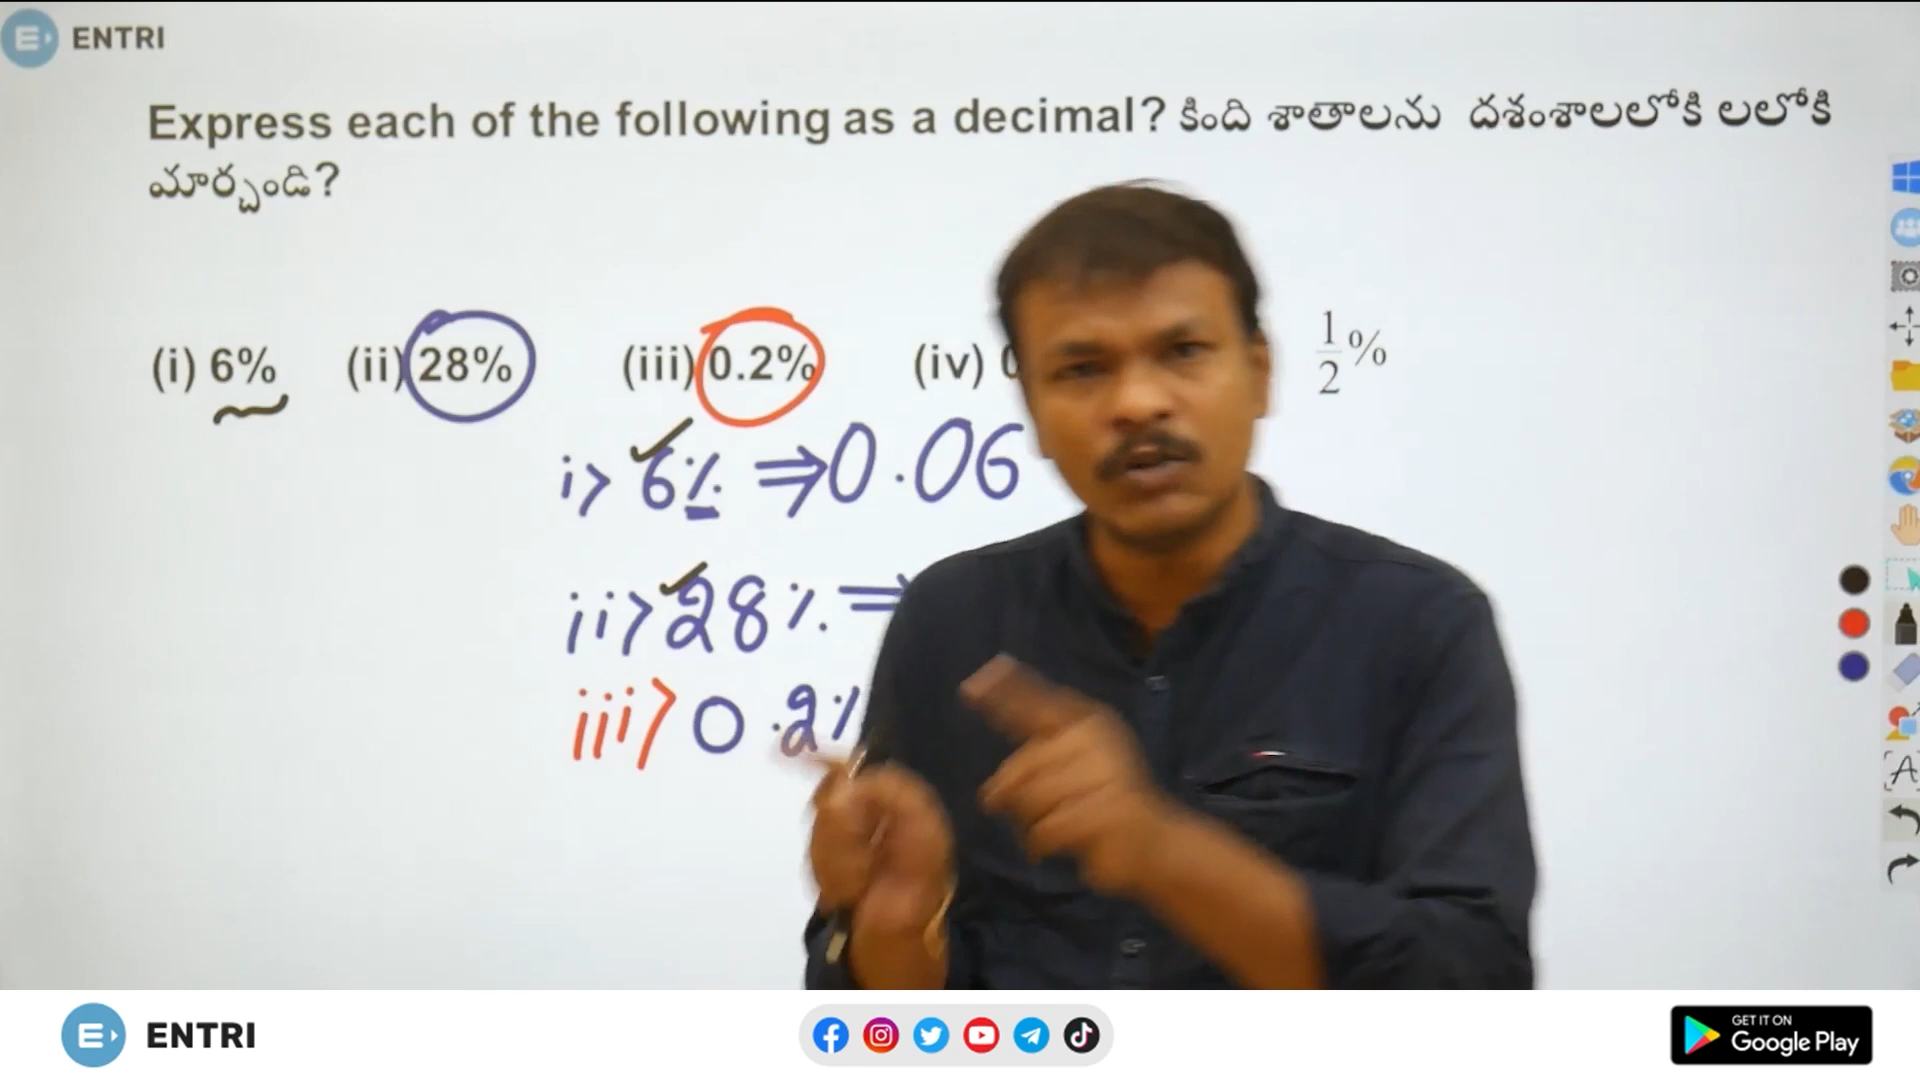 ENTRI
Express each of the following as a decimal? కింది శాతాలను దశంశాలలోకి లలోకి
మార్చండి?
(i) 6% (ii) 28% (iii) 0.2% (iv) 0 1/2%
i> 6% ⇒ 0.06
ii> 28% ⇒
iii> 0.2%
ENTRI
GET IT ON
Google Play